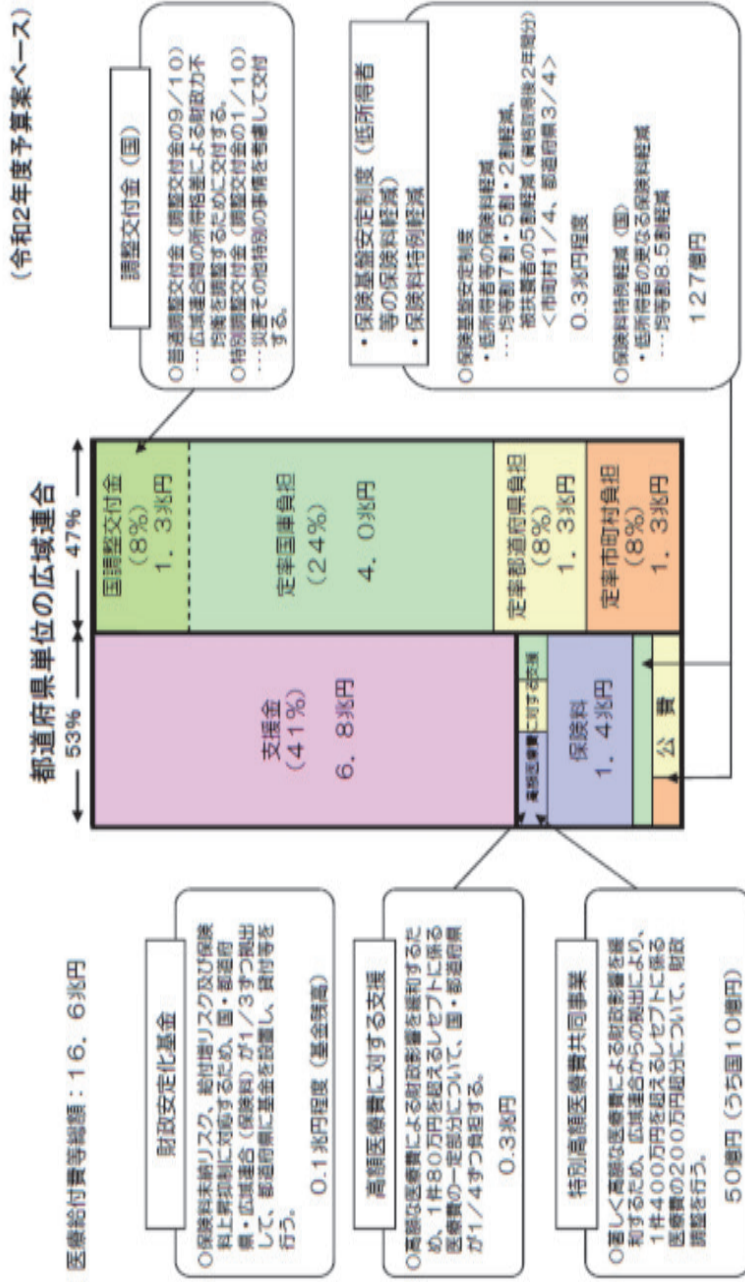 (令和2年度予算案ベース)
医療給付費等総額:16.6兆円
都道府県単位の広域連合
53%
47%
財政安定化基金
○保険料未納リスク、給付増リスク及び保険
料上昇抑制に対応するため、国・都道府
県・広域連合(保険料)が1/3ずつ拠出
して、都道府県に基金を設置し、貸付等を
行う。
0.1兆円程度(基金残高)
高額医療費に対する支援
○高額な医療費による財政影響を緩和するた
め、1件80万円を超えるレセプトに係る
医療費の一定部分について、国・都道府県
が1/4ずつ負担する。
0.3兆円
特別高額医療費共同事業
○著しく高額な医療費による財政影響を緩
和するため、広域連合からの拠出により、
1件400万円を超えるレセプトに係る
医療費の200万円超分について、財政
調整を行う。
50億円(うち国10億円)
支援金
(41%)
6.8兆円
高額医療費に対する支援
保険料
1.4兆円
公 費
国調整交付金
(8%)
1.3兆円
定率国庫負担
(24%)
4.0兆円
定率都道府県負担
(8%)
1.3兆円
定率市町村負担
(8%)
1.3兆円
調整交付金(国)
○普通調整交付金(調整交付金の9/10)
…広域連合間の所得格差による財政力不
均衡を調整するために交付する。
○特別調整交付金(調整交付金の1/10)
…災害その他特別の事情を考慮して交付
する。
・保険基盤安定制度(低所得者
等の保険料軽減)
・保険料特例軽減
○保険基盤安定制度
・低所得者等の保険料軽減
…均等割7割・5割・2割軽減、
被扶養者の5割軽減(資格取得後2年間分)
<市町村1/4、都道府県3/4>
0.3兆円程度
○保険料特例軽減(国)
・低所得者の更なる保険料軽減
…均等割8.5割軽減
127億円